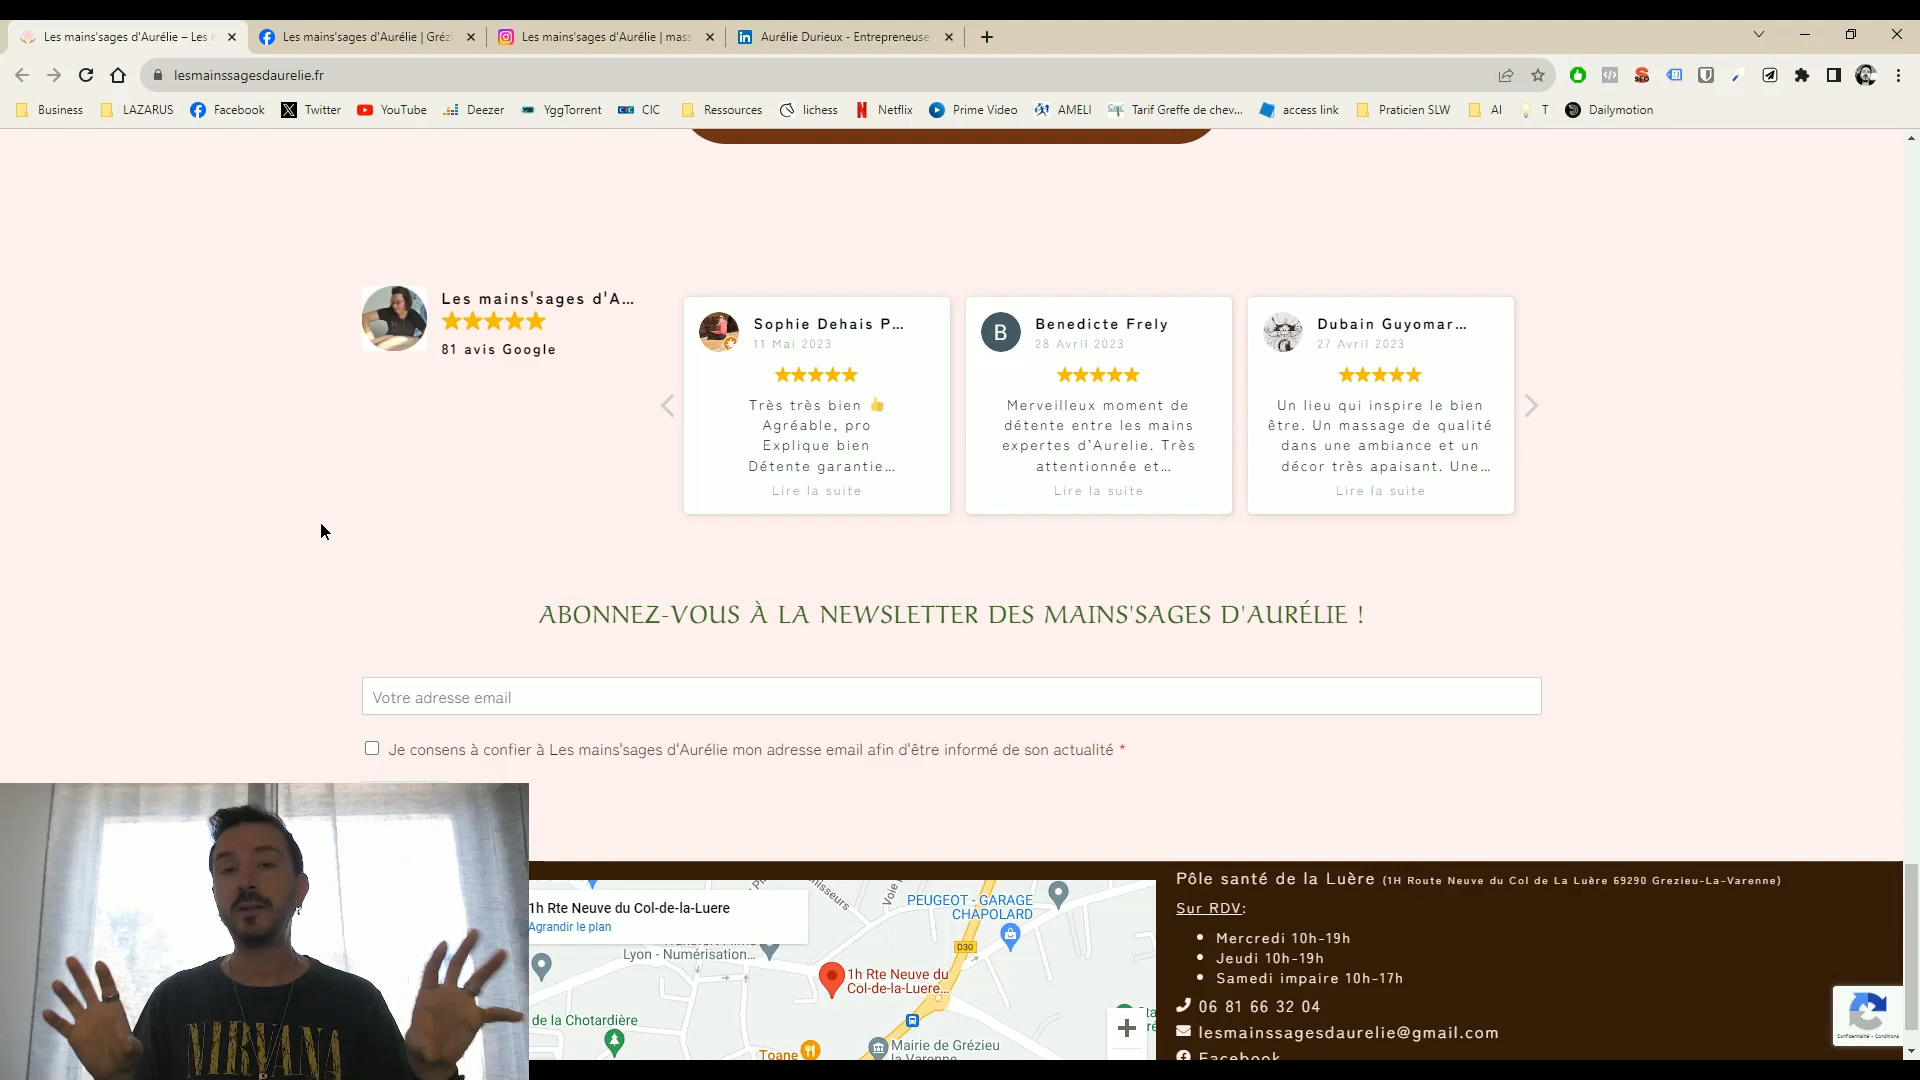 Les mains'sages d'Aurélie – Les
Les mains'sages d'Aurélie | Gréz
Les mains'sages d'Aurélie | mass
Aurélie Durieux - Entrepreneuse
lesmainssagesdaurelie.fr
Business
LAZARUS
Facebook
Twitter
YouTube
Deezer
YggTorrent
CIC
Ressources
lichess
Netflix
Prime Video
AMELI
Tarif Greffe de chev...
access link
Praticien SLW
AI
T
Dailymotion
Les mains'sages d'A...
81 avis Google
Sophie Dehais P...
11 Mai 2023
Très très bien 👍
Agréable, pro
Explique bien
Détente garantie...
Lire la suite
B
Benedicte Frely
28 Avril 2023
Merveilleux moment de
détente entre les mains
expertes d'Aurelie. Très
attentionnée et...
Lire la suite
Dubain Guyomar...
27 Avril 2023
Un lieu qui inspire le bien
être. Un massage de qualité
dans une ambiance et un
décor très apaisant. Une...
Lire la suite
ABONNEZ-VOUS À LA NEWSLETTER DES MAINS'SAGES D'AURÉLIE !
Votre adresse email
Je consens à confier à Les mains'sages d'Aurélie mon adresse email afin d'être informé de son actualité *
1h Rte Neuve du Col-de-la-Luere
Agrandir le plan
PEUGEOT - GARAGE
CHAPOLARD
Lyon - Numérisation...
D30
1h Rte Neuve du
Col-de-la-Luere...
de la Chotardière
Toane
Mairie de Grézieu
la Varenne
Pôle santé de la Luère (1H Route Neuve du Col de La Luère 69290 Grezieu-La-Varenne)
Sur RDV:
Mercredi 10h-19h
Jeudi 10h-19h
Samedi impaire 10h-17h
06 81 66 32 04
lesmainssagesdaurelie@gmail.com
Facebook
Confidentialité - Conditions
NIRVANA